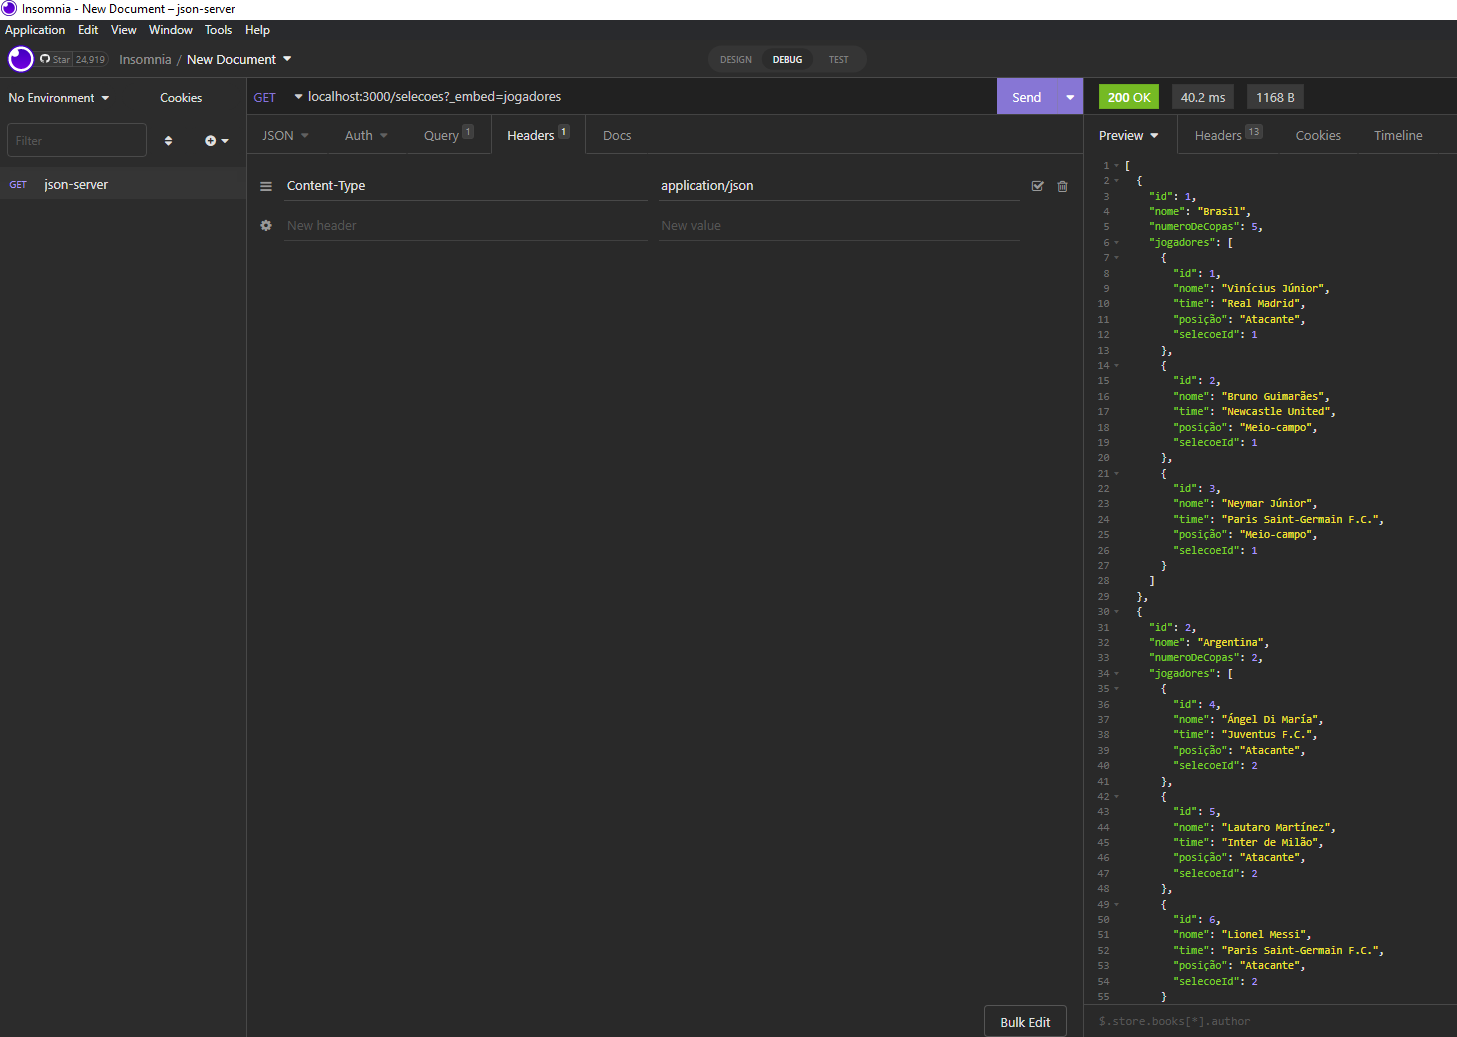 Insomnia - New Document – json-server
Application Edit View Window Tools Help
Star 24,919 Insomnia / New Document DESIGN DEBUG TEST
No Environment Cookies
Filter
GET json-server
GET localhost:3000/selecoes?_embed=jogadores Send
JSON Auth Query 1 Headers 1 Docs
Content-Type application/json
New header New value
Bulk Edit
200 OK 40.2 ms 1168 B
Preview Headers 13 Cookies Timeline
1 [
2 {
3 "id": 1,
4 "nome": "Brasil",
5 "numeroDeCopas": 5,
6 "jogadores": [
7 {
8 "id": 1,
9 "nome": "Vinícius Júnior",
10 "time": "Real Madrid",
11 "posição": "Atacante",
12 "selecoeId": 1
13 },
14 {
15 "id": 2,
16 "nome": "Bruno Guimarães",
17 "time": "Newcastle United",
18 "posição": "Meio-campo",
19 "selecoeId": 1
20 },
21 {
22 "id": 3,
23 "nome": "Neymar Júnior",
24 "time": "Paris Saint-Germain F.C.",
25 "posição": "Meio-campo",
26 "selecoeId": 1
27 }
28 ]
29 },
30 {
31 "id": 2,
32 "nome": "Argentina",
33 "numeroDeCopas": 2,
34 "jogadores": [
35 {
36 "id": 4,
37 "nome": "Ángel Di María",
38 "time": "Juventus F.C.",
39 "posição": "Atacante",
40 "selecoeId": 2
41 },
42 {
43 "id": 5,
44 "nome": "Lautaro Martínez",
45 "time": "Inter de Milão",
46 "posição": "Atacante",
47 "selecoeId": 2
48 },
49 {
50 "id": 6,
51 "nome": "Lionel Messi",
52 "time": "Paris Saint-Germain F.C.",
53 "posição": "Atacante",
54 "selecoeId": 2
55 }
$.store.books[*].author